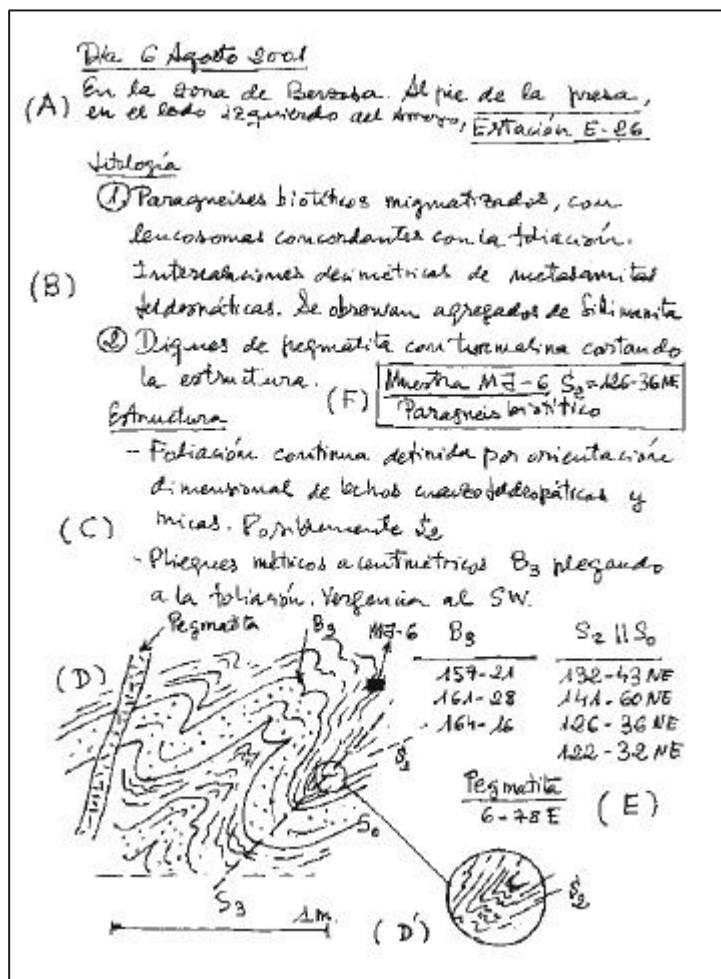 Día 6 Agosto 2001
(A) En la zona de Berzosa. Al pie de la presa,
en el lado izquierdo del arroyo, Estación E-26
Litología
① Paragneises biotíticos migmatizados, con
leucosomas concordantes con la foliación.
(B) Intercalaciones decimétricas de metasamitas
feldespáticas. Se observan agregados de Sillimanita
② Diques de pegmatita con turmalina cortando
la estructura. (F) Muestra MJ-6 S2=126-36NE
Paragneis biotítico
Estructura
- Foliación continua definida por orientación
dimensional de lechos cuarzofeldespáticos y
(C) micas. Posiblemente S2
- Pliegues métricos a centimétricos B3 plegando
a la foliación. Vergencia al SW.
Pegmatita B3 MJ-6 B3 S2 || S0
(D) 157-21 132-43 NE
161-28 141-60 NE
164-16 126-36 NE
122-32 NE
Pegmatita
6-78 E (E)
S0
S3
S2
1 m. (D')